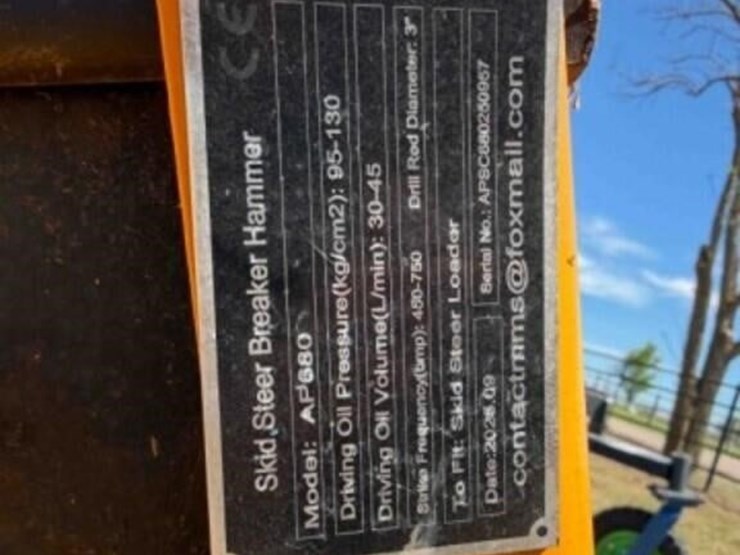 CE
Skid Steer Breaker Hammer
Model: AP680
Driving Oil Pressure(kg/cm2): 95-130
Driving Oil Volume(L/min): 30-45
Strike Frequency(bmp): 450-750 Drill Rod Diameter: 3"
To Fit: Skid Steer Loader
Date: Serial No.: APSC680250957
contactmms@foxmail.com